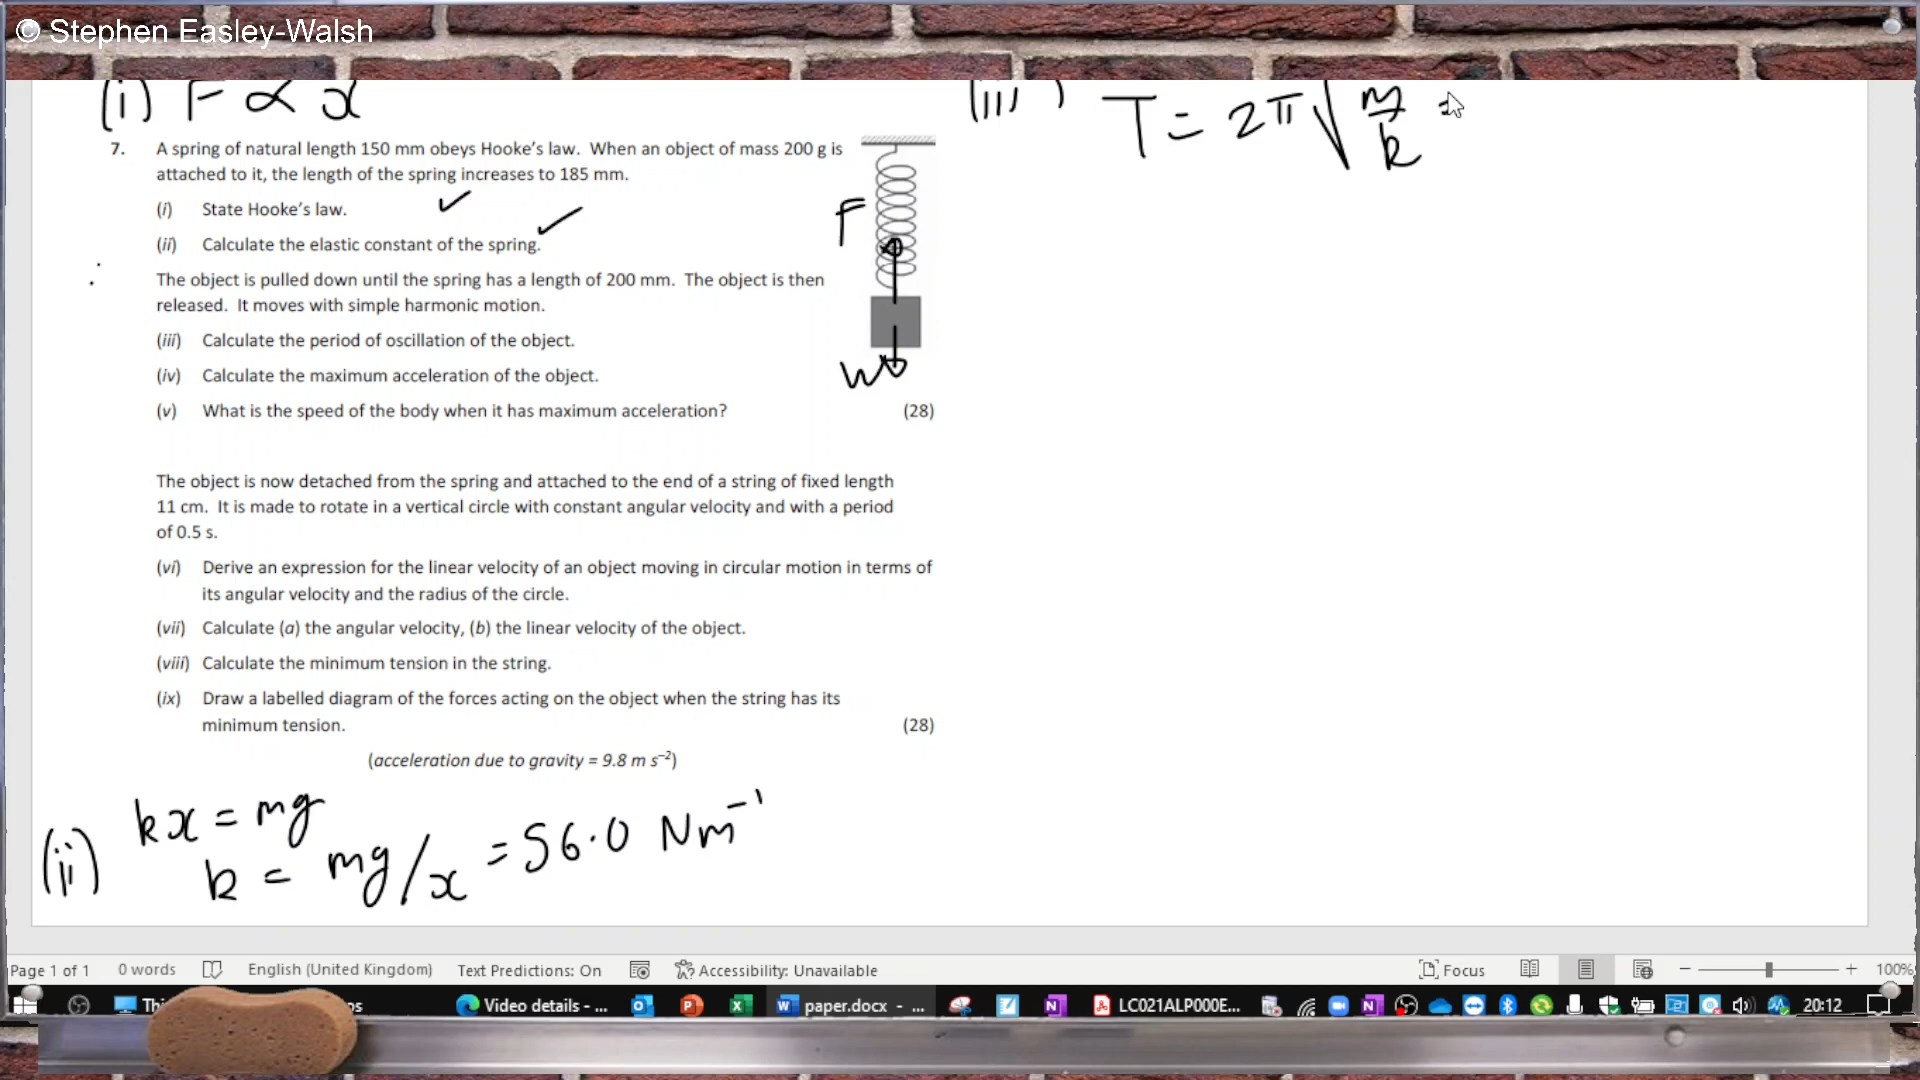 © Stephen Easley-Walsh
(i) F ∝ x
(iii) T = 2π √m/k =
7. A spring of natural length 150 mm obeys Hooke’s law. When an object of mass 200 g is
attached to it, the length of the spring increases to 185 mm.
(i) State Hooke’s law.
(ii) Calculate the elastic constant of the spring.
The object is pulled down until the spring has a length of 200 mm. The object is then
released. It moves with simple harmonic motion.
(iii) Calculate the period of oscillation of the object.
(iv) Calculate the maximum acceleration of the object.
(v) What is the speed of the body when it has maximum acceleration? (28)
F
W
The object is now detached from the spring and attached to the end of a string of fixed length
11 cm. It is made to rotate in a vertical circle with constant angular velocity and with a period
of 0.5 s.
(vi) Derive an expression for the linear velocity of an object moving in circular motion in terms of
its angular velocity and the radius of the circle.
(vii) Calculate (a) the angular velocity, (b) the linear velocity of the object.
(viii) Calculate the minimum tension in the string.
(ix) Draw a labelled diagram of the forces acting on the object when the string has its
minimum tension. (28)
(acceleration due to gravity = 9.8 m s⁻²)
(ii) kx = mg
k = mg/x = 56.0 Nm⁻¹
Page 1 of 1 0 words English (United Kingdom) Text Predictions: On Accessibility: Unavailable Focus 100%
Thi ps Video details - ... paper.docx - ... LC021ALP000E... 20:12